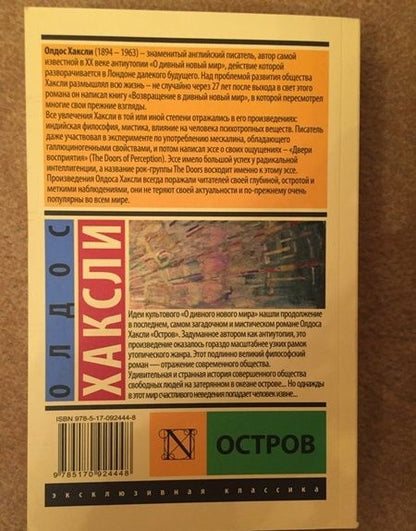 Олдос Хаксли (1894 – 1963) – знаменитый английский писатель, автор самой
известной в XX веке антиутопии «О дивный новый мир», действие которой
разворачивается в Лондоне далекого будущего. Над проблемой развития общества
Хаксли размышлял всю жизнь – не случайно через 27 лет после выхода в свет этого
романа он написал книгу «Возвращение в дивный новый мир», в которой пересмотрел
многие свои прежние взгляды.
Все увлечения Хаксли в той или иной степени отражались в его произведениях:
индийская философия, мистика, влияние на человека психотропных веществ. Писатель
даже участвовал в эксперименте по употреблению мескалина, обладающего
галлюциногенными свойствами, и потом написал эссе о своих ощущениях – «Двери
восприятия» (The Doors of Perception). Эссе имело большой успех у радикальной
интеллигенции, а название рок-группы The Doors восходит именно к этому эссе.
Произведения Олдоса Хаксли всегда поражали читателей своей глубиной, остротой и
меткими наблюдениями, они не теряют своей актуальности и по-прежнему очень
популярны во всем мире.
ОЛДОС
ХАКСЛИ
Идеи культового «О дивного нового мира» нашли продолжение
в последнем, самом загадочном и мистическом романе Олдоса
Хаксли «Остров». Задуманное автором как антиутопия, это
произведение оказалось гораздо масштабнее узких рамок
утопического жанра. Этот подлинно великий философский
роман — отражение современного общества.
Удивительная и странная история совершенного общества
свободных людей на затерянном в океане острове... Но однажды
в этот мир счастливого неведения попадает человек извне...
ISBN 978-5-17-092444-8
9 785170 924448
N
ОСТРОВ
эксклюзивная классика